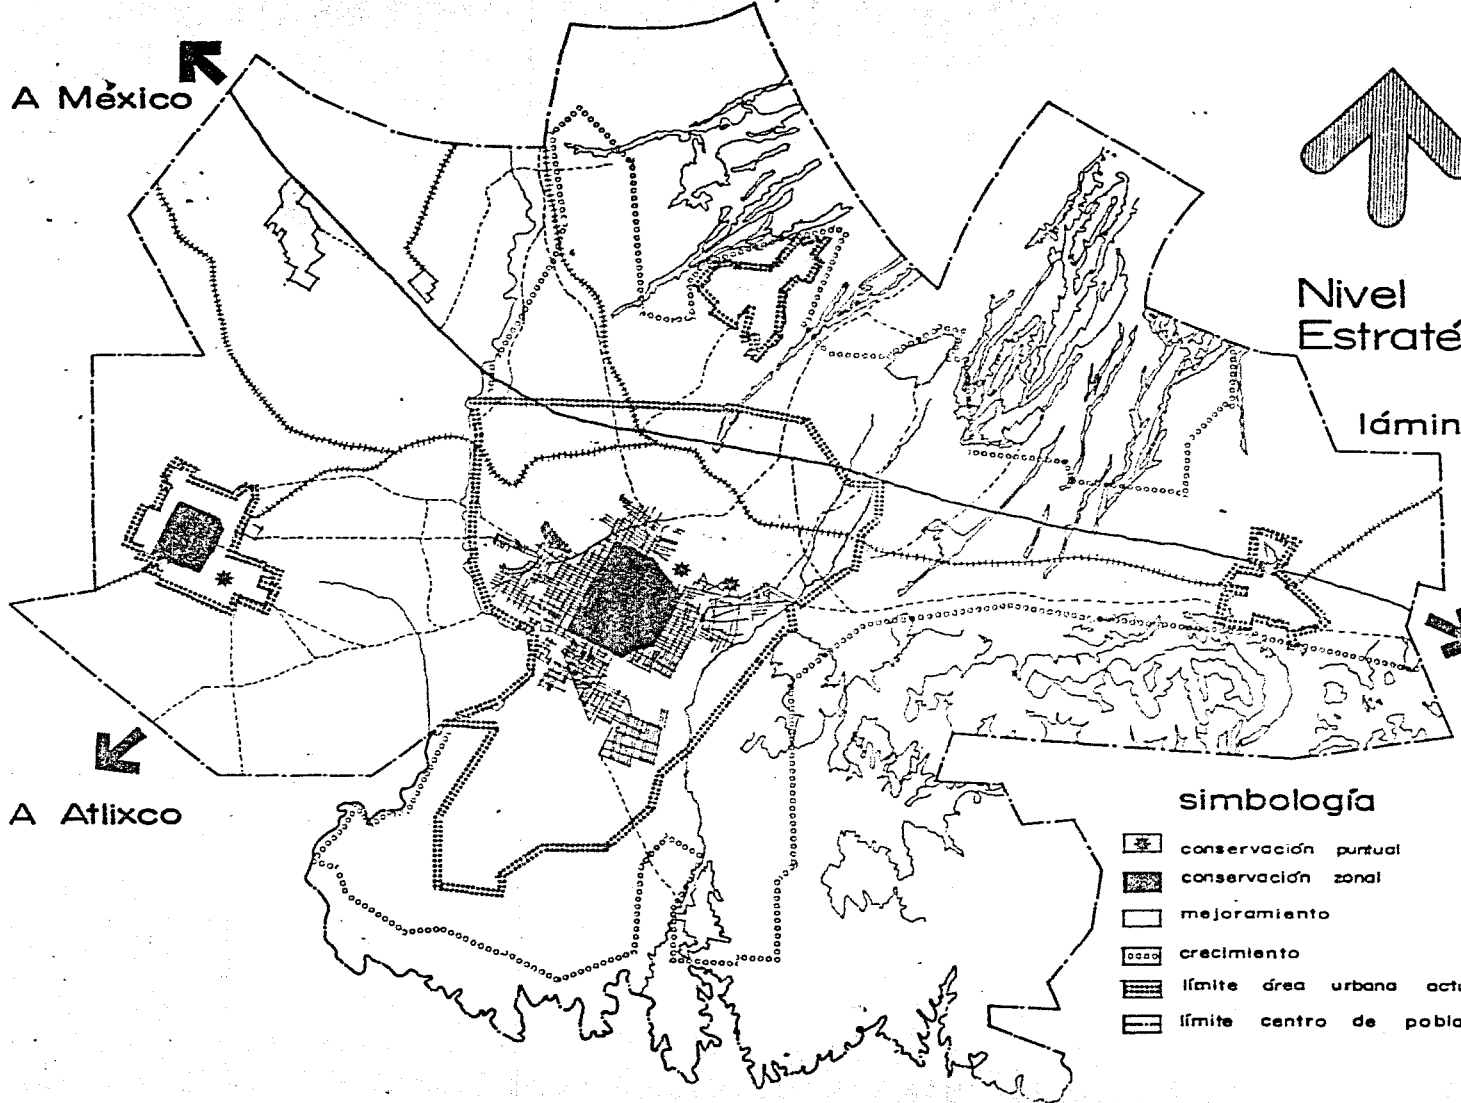 A México
Nivel
Estraté
lámin
A Atlixco
simbología
conservación puntual
conservación zonal
mejoramiento
crecimiento
límite área urbana actu
límite centro de pobla